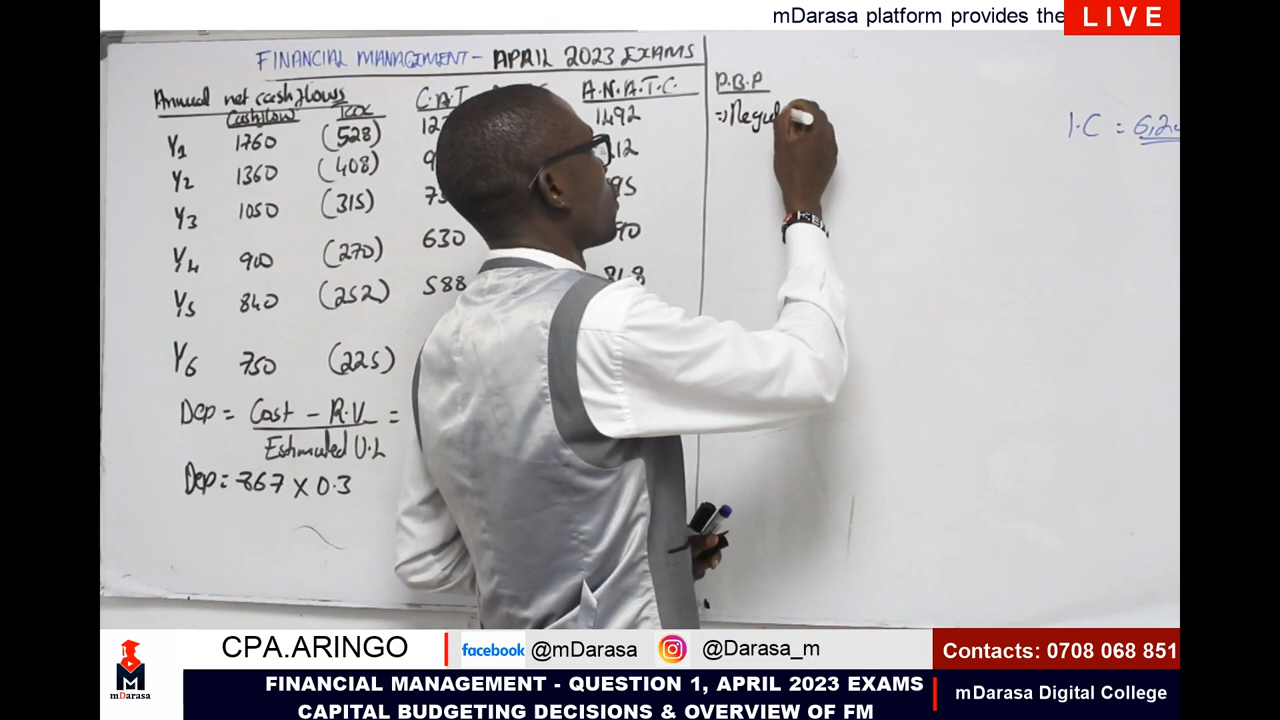 mDarasa platform provides the
LIVE
FINANCIAL MANAGEMENT - APRIL 2023 EXAMS
Annual net cashflows
Cashflow Tax C.A.T A.N.A.T.C.
Y1 1760 (528) 1492
Y2 1360 (408)
Y3 1050 (315)
Y4 900 (270) 630
Y5 840 (252) 588
Y6 750 (225)
Dep = Cost - R.V =
Estimated U.L
Dep = 867 x 0.3
P.B.P
I.C =
CPA.ARINGO
facebook @mDarasa
@Darasa_m
Contacts: 0708 068 851
mDarasa
FINANCIAL MANAGEMENT - QUESTION 1, APRIL 2023 EXAMS
CAPITAL BUDGETING DECISIONS & OVERVIEW OF FM
mDarasa Digital College